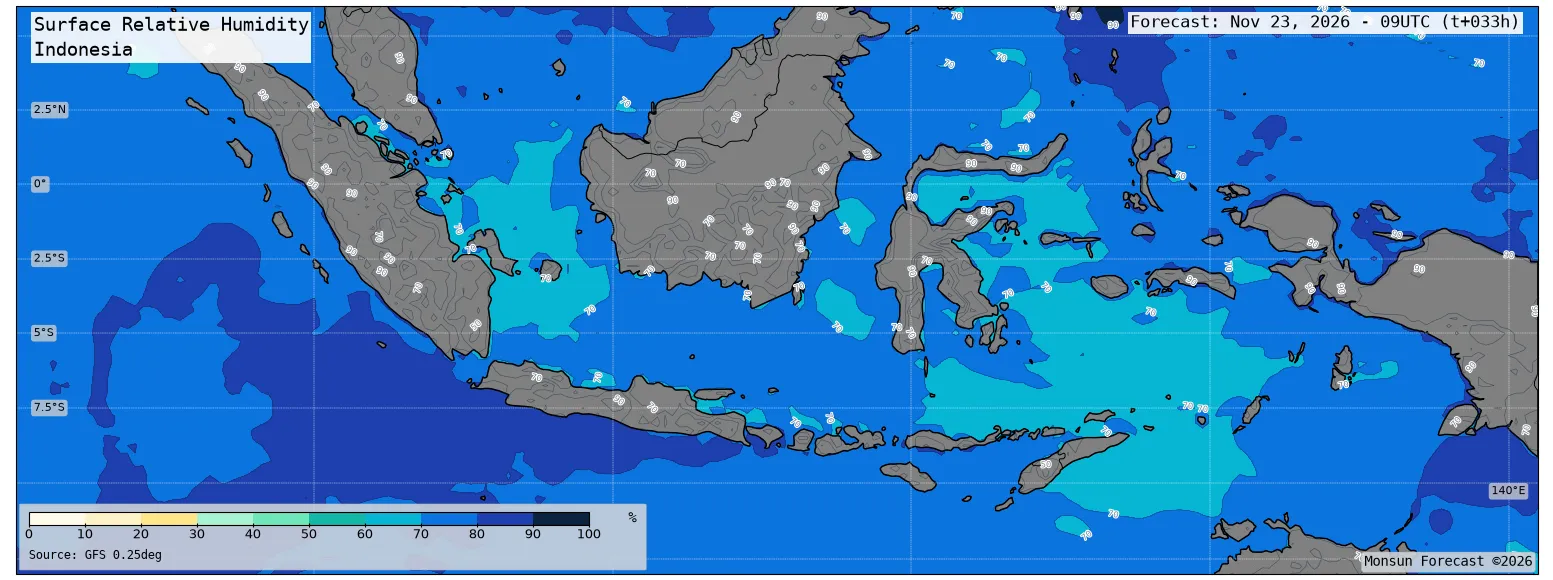 Surface Relative Humidity
Indonesia
Forecast: Nov 23, 2026 - 09UTC (t+033h)
2.5°N
0°
2.5°S
5°S
7.5°S
140°E
0 10 20 30 40 50 60 70 80 90 100 %
Source: GFS 0.25deg
Monsun Forecast ©2026